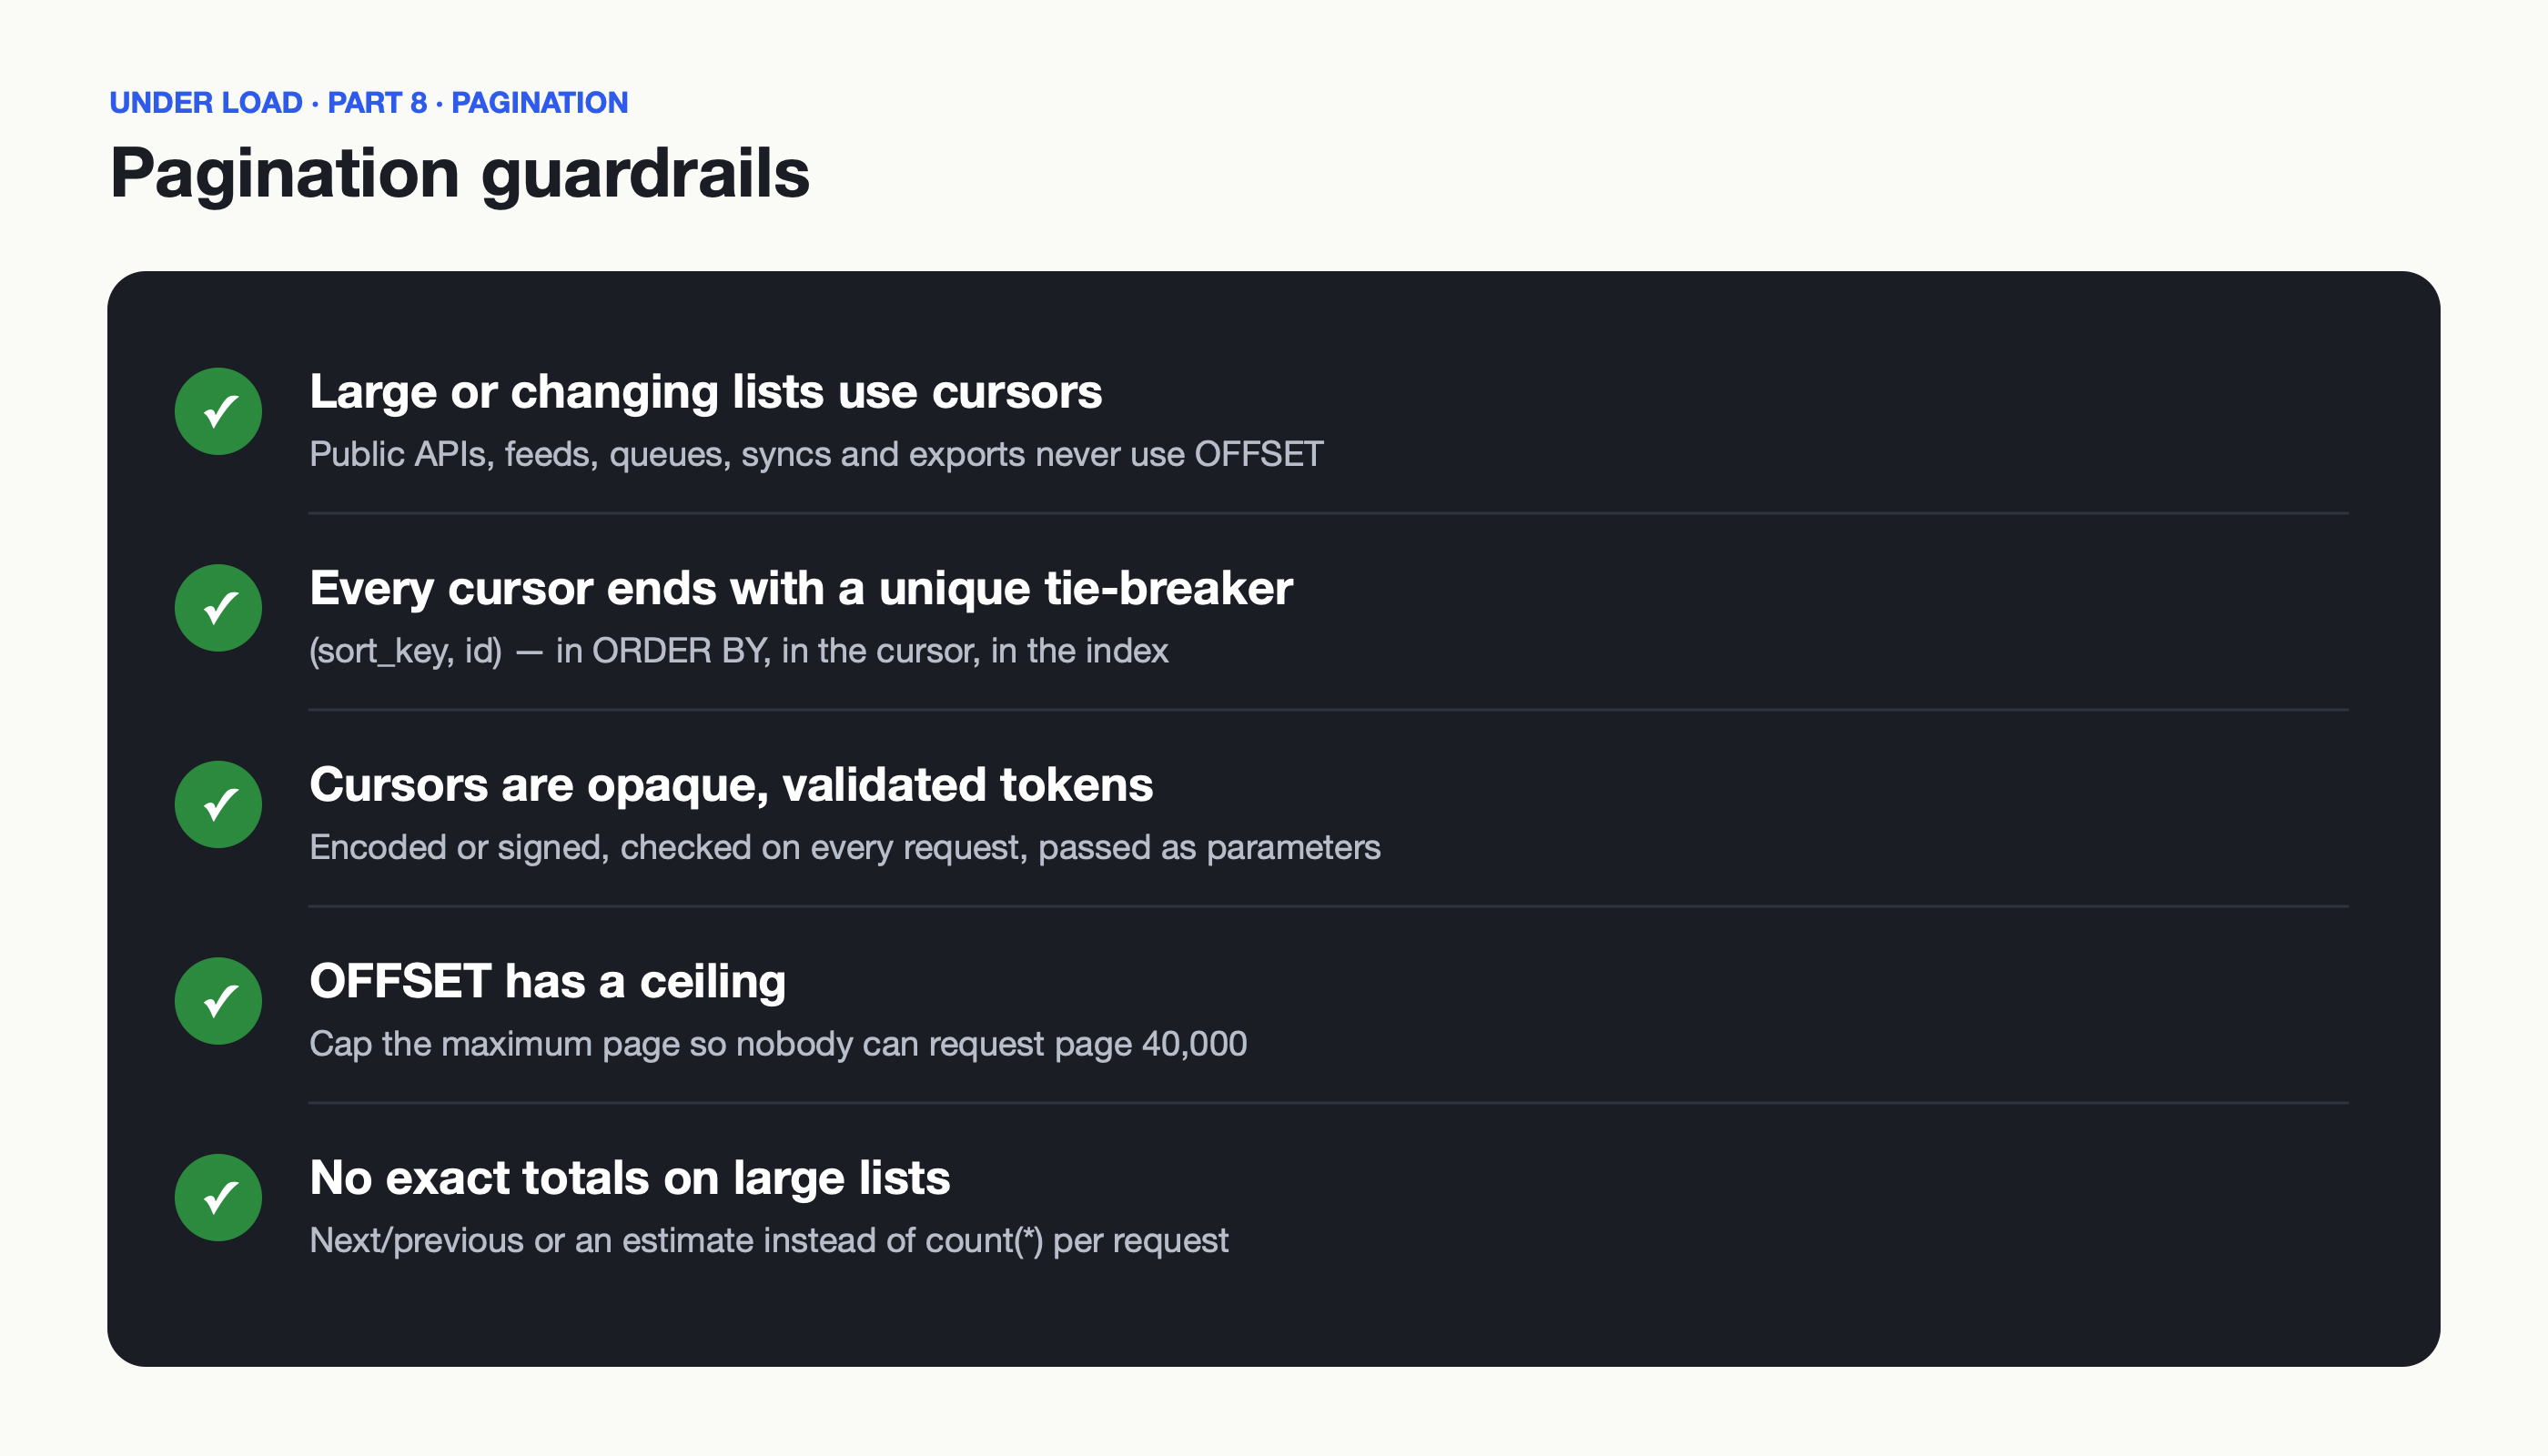 UNDER LOAD · PART 8 · PAGINATION
Pagination guardrails
Large or changing lists use cursors
Public APIs, feeds, queues, syncs and exports never use OFFSET
Every cursor ends with a unique tie-breaker
(sort_key, id) — in ORDER BY, in the cursor, in the index
Cursors are opaque, validated tokens
Encoded or signed, checked on every request, passed as parameters
OFFSET has a ceiling
Cap the maximum page so nobody can request page 40,000
No exact totals on large lists
Next/previous or an estimate instead of count(*) per request